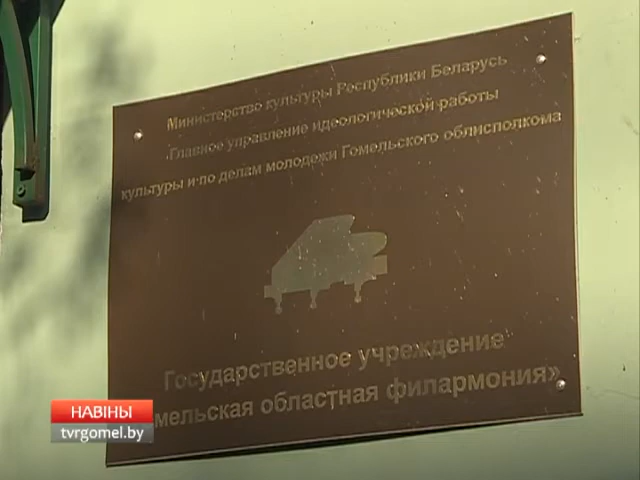 Министерство культуры Республики Беларусь
Главное управление идеологической работы
культуры и по делам молодежи Гомельского облисполкома
Государственное учреждение
мельская областная филармония»
НАВІНЫ
tvrgomel.by